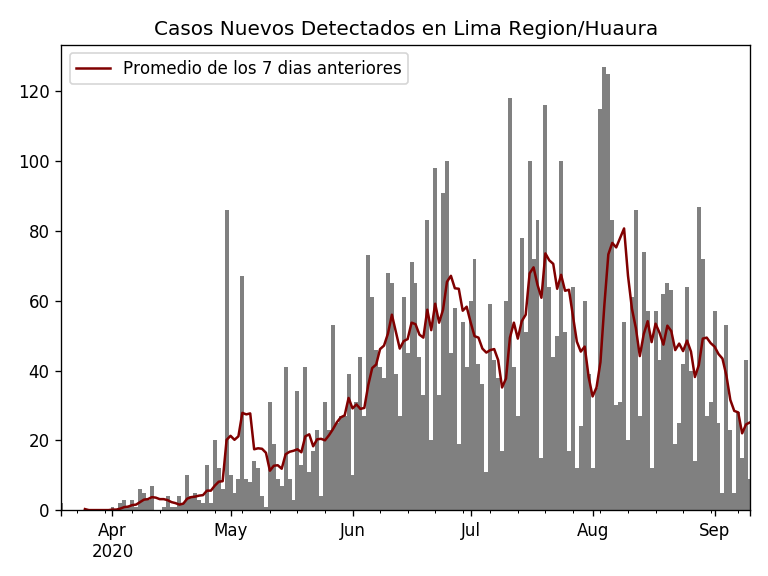 Casos Nuevos Detectados en Lima Region/Huaura
Promedio de los 7 dias anteriores
120
100
80
60
40
20
0
Apr May Jun Jul Aug Sep
2020